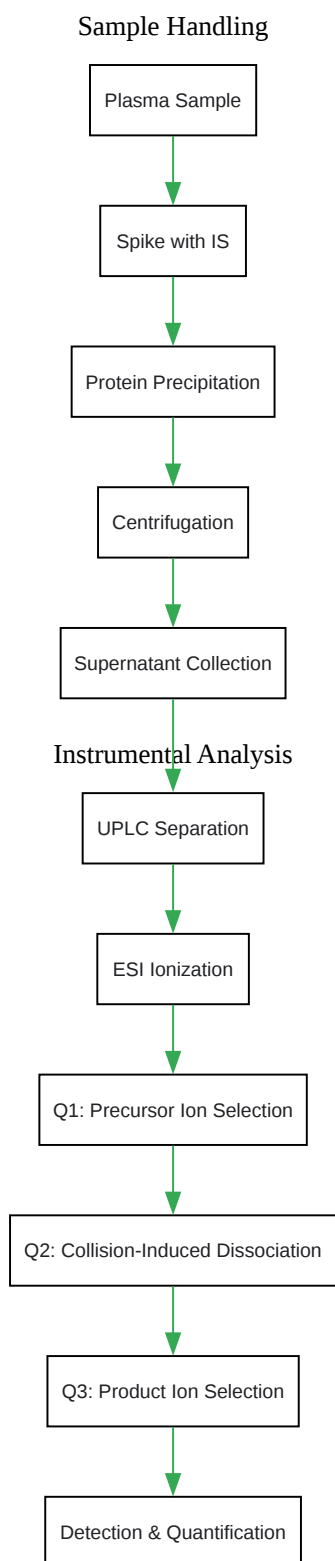 Sample Handling
Plasma Sample
Spike with IS
Protein Precipitation
Centrifugation
Supernatant Collection
Instrumental Analysis
UPLC Separation
ESI Ionization
Q1: Precursor Ion Selection
Q2: Collision-Induced Dissociation
Q3: Product Ion Selection
Detection & Quantification